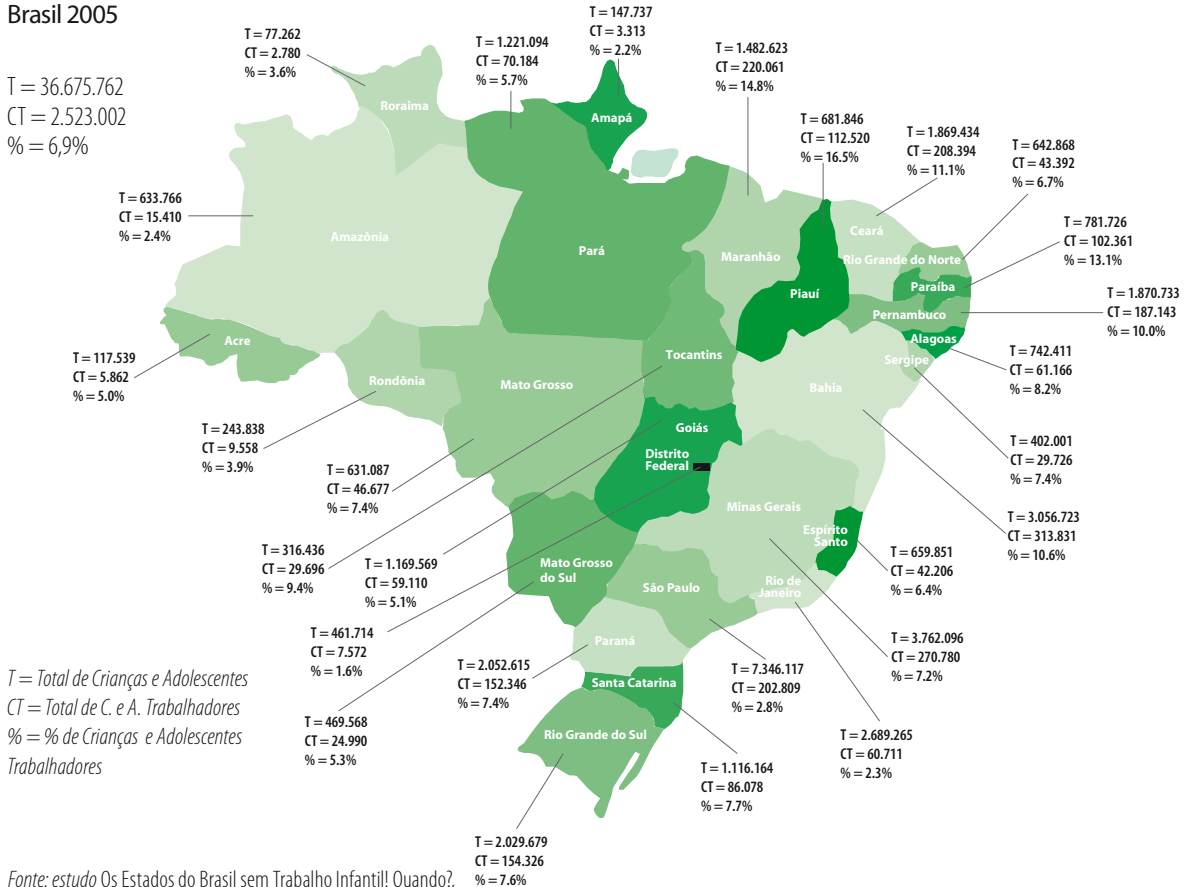 Brasil 2005
T = 36.675.762
CT = 2.523.002
% = 6,9%
T = 77.262
CT = 2.780
% = 3.6%
T = 1.221.094
CT = 70.184
% = 5.7%
T = 147.737
CT = 3.313
% = 2.2%
T = 1.482.623
CT = 220.061
% = 14.8%
T = 681.846
CT = 112.520
% = 16.5%
T = 1.869.434
CT = 208.394
% = 11.1%
T = 642.868
CT = 43.392
% = 6.7%
T = 781.726
CT = 102.361
% = 13.1%
T = 1.870.733
CT = 187.143
% = 10.0%
T = 742.411
CT = 61.166
% = 8.2%
T = 402.001
CT = 29.726
% = 7.4%
T = 3.056.723
CT = 313.831
% = 10.6%
T = 659.851
CT = 42.206
% = 6.4%
T = 3.762.096
CT = 270.780
% = 7.2%
T = 2.689.265
CT = 60.711
% = 2.3%
T = 7.346.117
CT = 202.809
% = 2.8%
T = 1.116.164
CT = 86.078
% = 7.7%
T = 2.029.679
CT = 154.326
% = 7.6%
T = 2.052.615
CT = 152.346
% = 7.4%
T = 469.568
CT = 24.990
% = 5.3%
T = 461.714
CT = 7.572
% = 1.6%
T = 1.169.569
CT = 59.110
% = 5.1%
T = 316.436
CT = 29.696
% = 9.4%
T = 631.087
CT = 46.677
% = 7.4%
T = 243.838
CT = 9.558
% = 3.9%
T = 117.539
CT = 5.862
% = 5.0%
T = 633.766
CT = 15.410
% = 2.4%
Roraima
Amapá
Amazônia
Pará
Maranhão
Piauí
Ceará
Rio Grande do Norte
Paraíba
Pernambuco
Alagoas
Sergipe
Bahia
Acre
Rondônia
Mato Grosso
Tocantins
Goiás
Distrito
Federal
Minas Gerais
Espírito
Santo
Mato Grosso
do Sul
São Paulo
Rio de
Janeiro
Paraná
Santa Catarina
Rio Grande do Sul
T = Total de Crianças e Adolescentes
CT = Total de C. e A. Trabalhadores
% = % de Crianças e Adolescentes
Trabalhadores
Fonte: estudo Os Estados do Brasil sem Trabalho Infantil! Quando?.